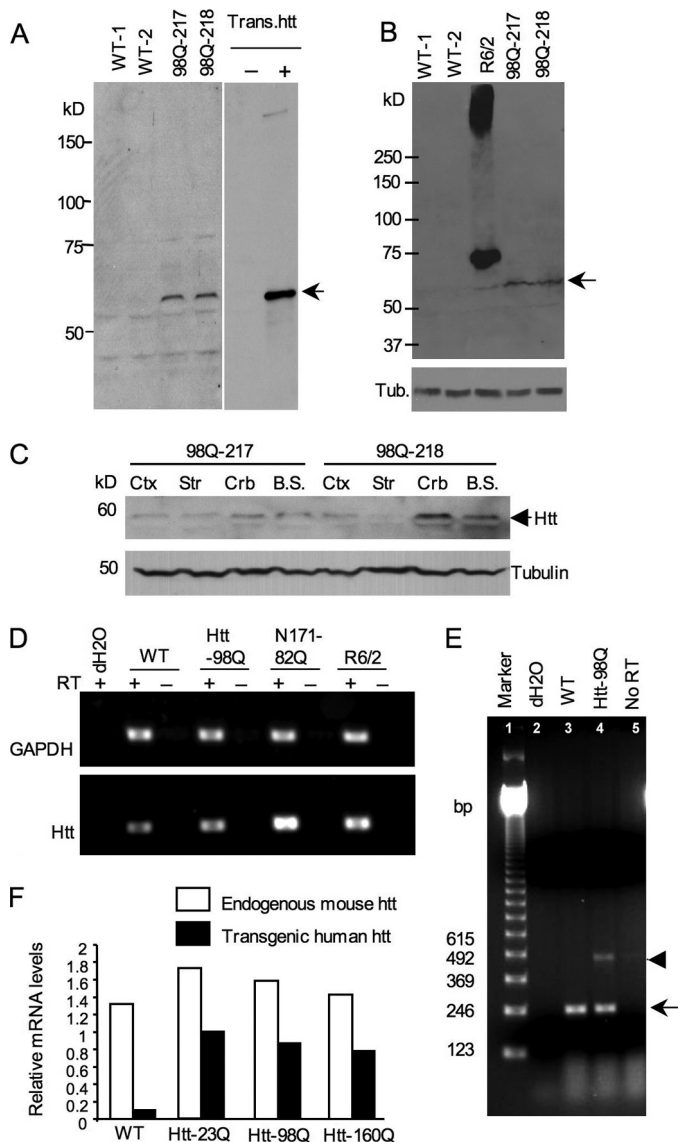 A
WT-1
WT-2
98Q-217
98Q-218
Trans.htt
– +
kD
150
100
75
50
B
WT-1
WT-2
R6/2
98Q-217
98Q-218
kD
250
150
100
75
50
37
Tub.
C
98Q-217 98Q-218
kD Ctx Str Crb B.S. Ctx Str Crb B.S.
60
Htt
50
Tubulin
D
dH2O
WT
Htt
-98Q
N171-
82Q
R6/2
RT + + – + – + – + –
GAPDH
Htt
E
Marker
dH2O
WT
Htt-98Q
No RT
1 2 3 4 5
bp
615
492
369
246
123
F
Endogenous mouse htt
Transgenic human htt
Relative mRNA levels
2
1.8
1.6
1.4
1.2
1
0.8
0.6
0.4
0.2
0
WT Htt-23Q Htt-98Q Htt-160Q